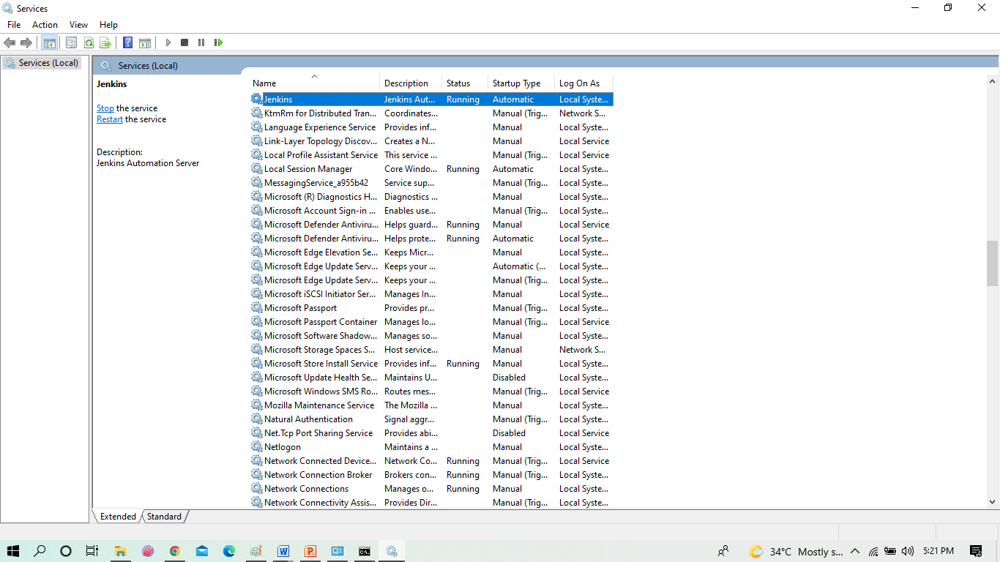 Services
File Action View Help
Services (Local)
Services (Local)
Jenkins
Stop the service
Restart the service
Description:
Jenkins Automation Server
Name Description Status Startup Type Log On As
Jenkins Jenkins Aut... Running Automatic Local Syste...
KtmRm for Distributed Tran... Coordinates... Manual (Trig... Network S...
Language Experience Service Provides inf... Manual Local Syste...
Link-Layer Topology Discov... Creates a N... Manual Local Service
Local Profile Assistant Service This service ... Manual (Trig... Local Service
Local Session Manager Core Windo... Running Automatic Local Syste...
MessagingService_a955b42 Service sup... Manual (Trig... Local Syste...
Microsoft (R) Diagnostics H... Diagnostics ... Manual Local Syste...
Microsoft Account Sign-in ... Enables use... Manual (Trig... Local Syste...
Microsoft Defender Antiviru... Helps guard... Running Manual Local Service
Microsoft Defender Antiviru... Helps prote... Running Automatic Local Syste...
Microsoft Edge Elevation Se... Keeps Micr... Manual Local Syste...
Microsoft Edge Update Serv... Keeps your ... Automatic (... Local Syste...
Microsoft Edge Update Serv... Keeps your ... Manual (Trig... Local Syste...
Microsoft iSCSI Initiator Ser... Manages In... Manual Local Syste...
Microsoft Passport Provides pr... Manual (Trig... Local Syste...
Microsoft Passport Container Manages lo... Manual (Trig... Local Service
Microsoft Software Shadow... Manages so... Manual Local Syste...
Microsoft Storage Spaces S... Host service... Manual Network S...
Microsoft Store Install Service Provides inf... Running Manual Local Syste...
Microsoft Update Health Se... Maintains U... Disabled Local Syste...
Microsoft Windows SMS Ro... Routes mes... Manual (Trig... Local Service
Mozilla Maintenance Service The Mozilla ... Manual Local Syste...
Natural Authentication Signal aggr... Manual (Trig... Local Syste...
Net.Tcp Port Sharing Service Provides abi... Disabled Local Service
Netlogon Maintains a ... Manual Local Syste...
Network Connected Device... Network Co... Running Manual (Trig... Local Service
Network Connection Broker Brokers con... Running Manual (Trig... Local Syste...
Network Connections Manages o... Running Manual Local Syste...
Network Connectivity Assis... Provides Dir... Manual (Trig... Local Syste...
Extended Standard
34°C Mostly s... 5:21 PM